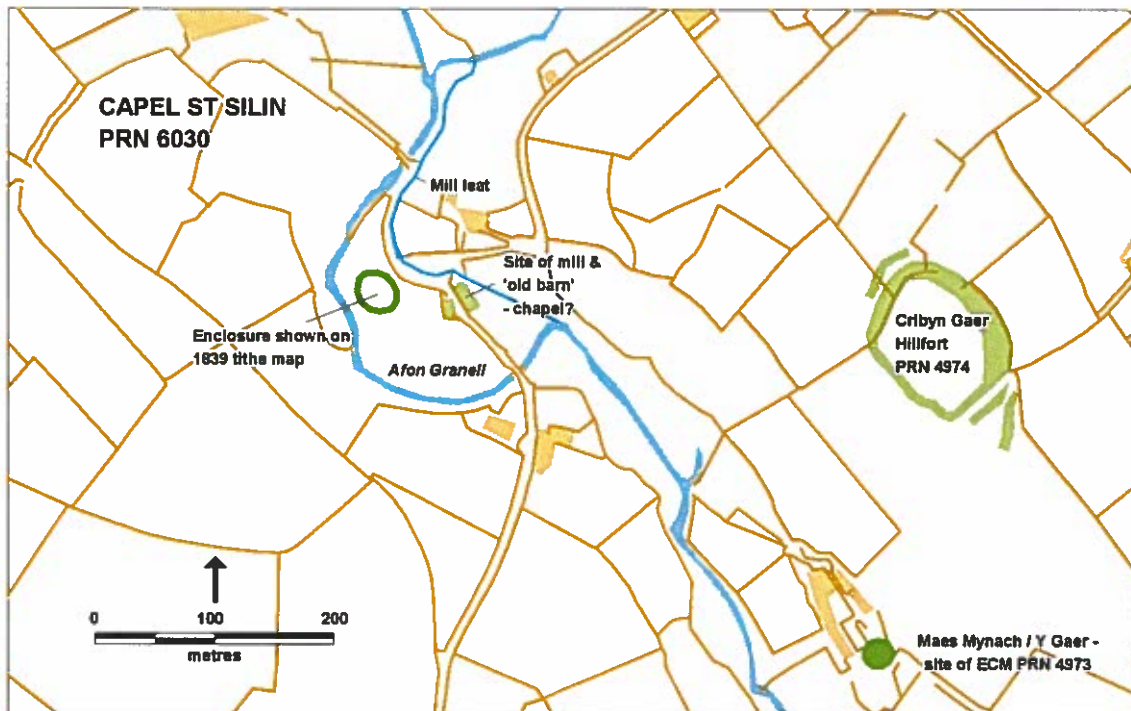 CAPEL ST SILIN
PRN 6030
Mill leat
Site of mill &
'old barn'
- chapel?
Enclosure shown on
1839 tithe map
Afon Granell
Cribyn Gaer
Hillfort
PRN 4974
0 100 200
metres
Maes Mynach / Y Gaer -
site of ECM PRN 4973